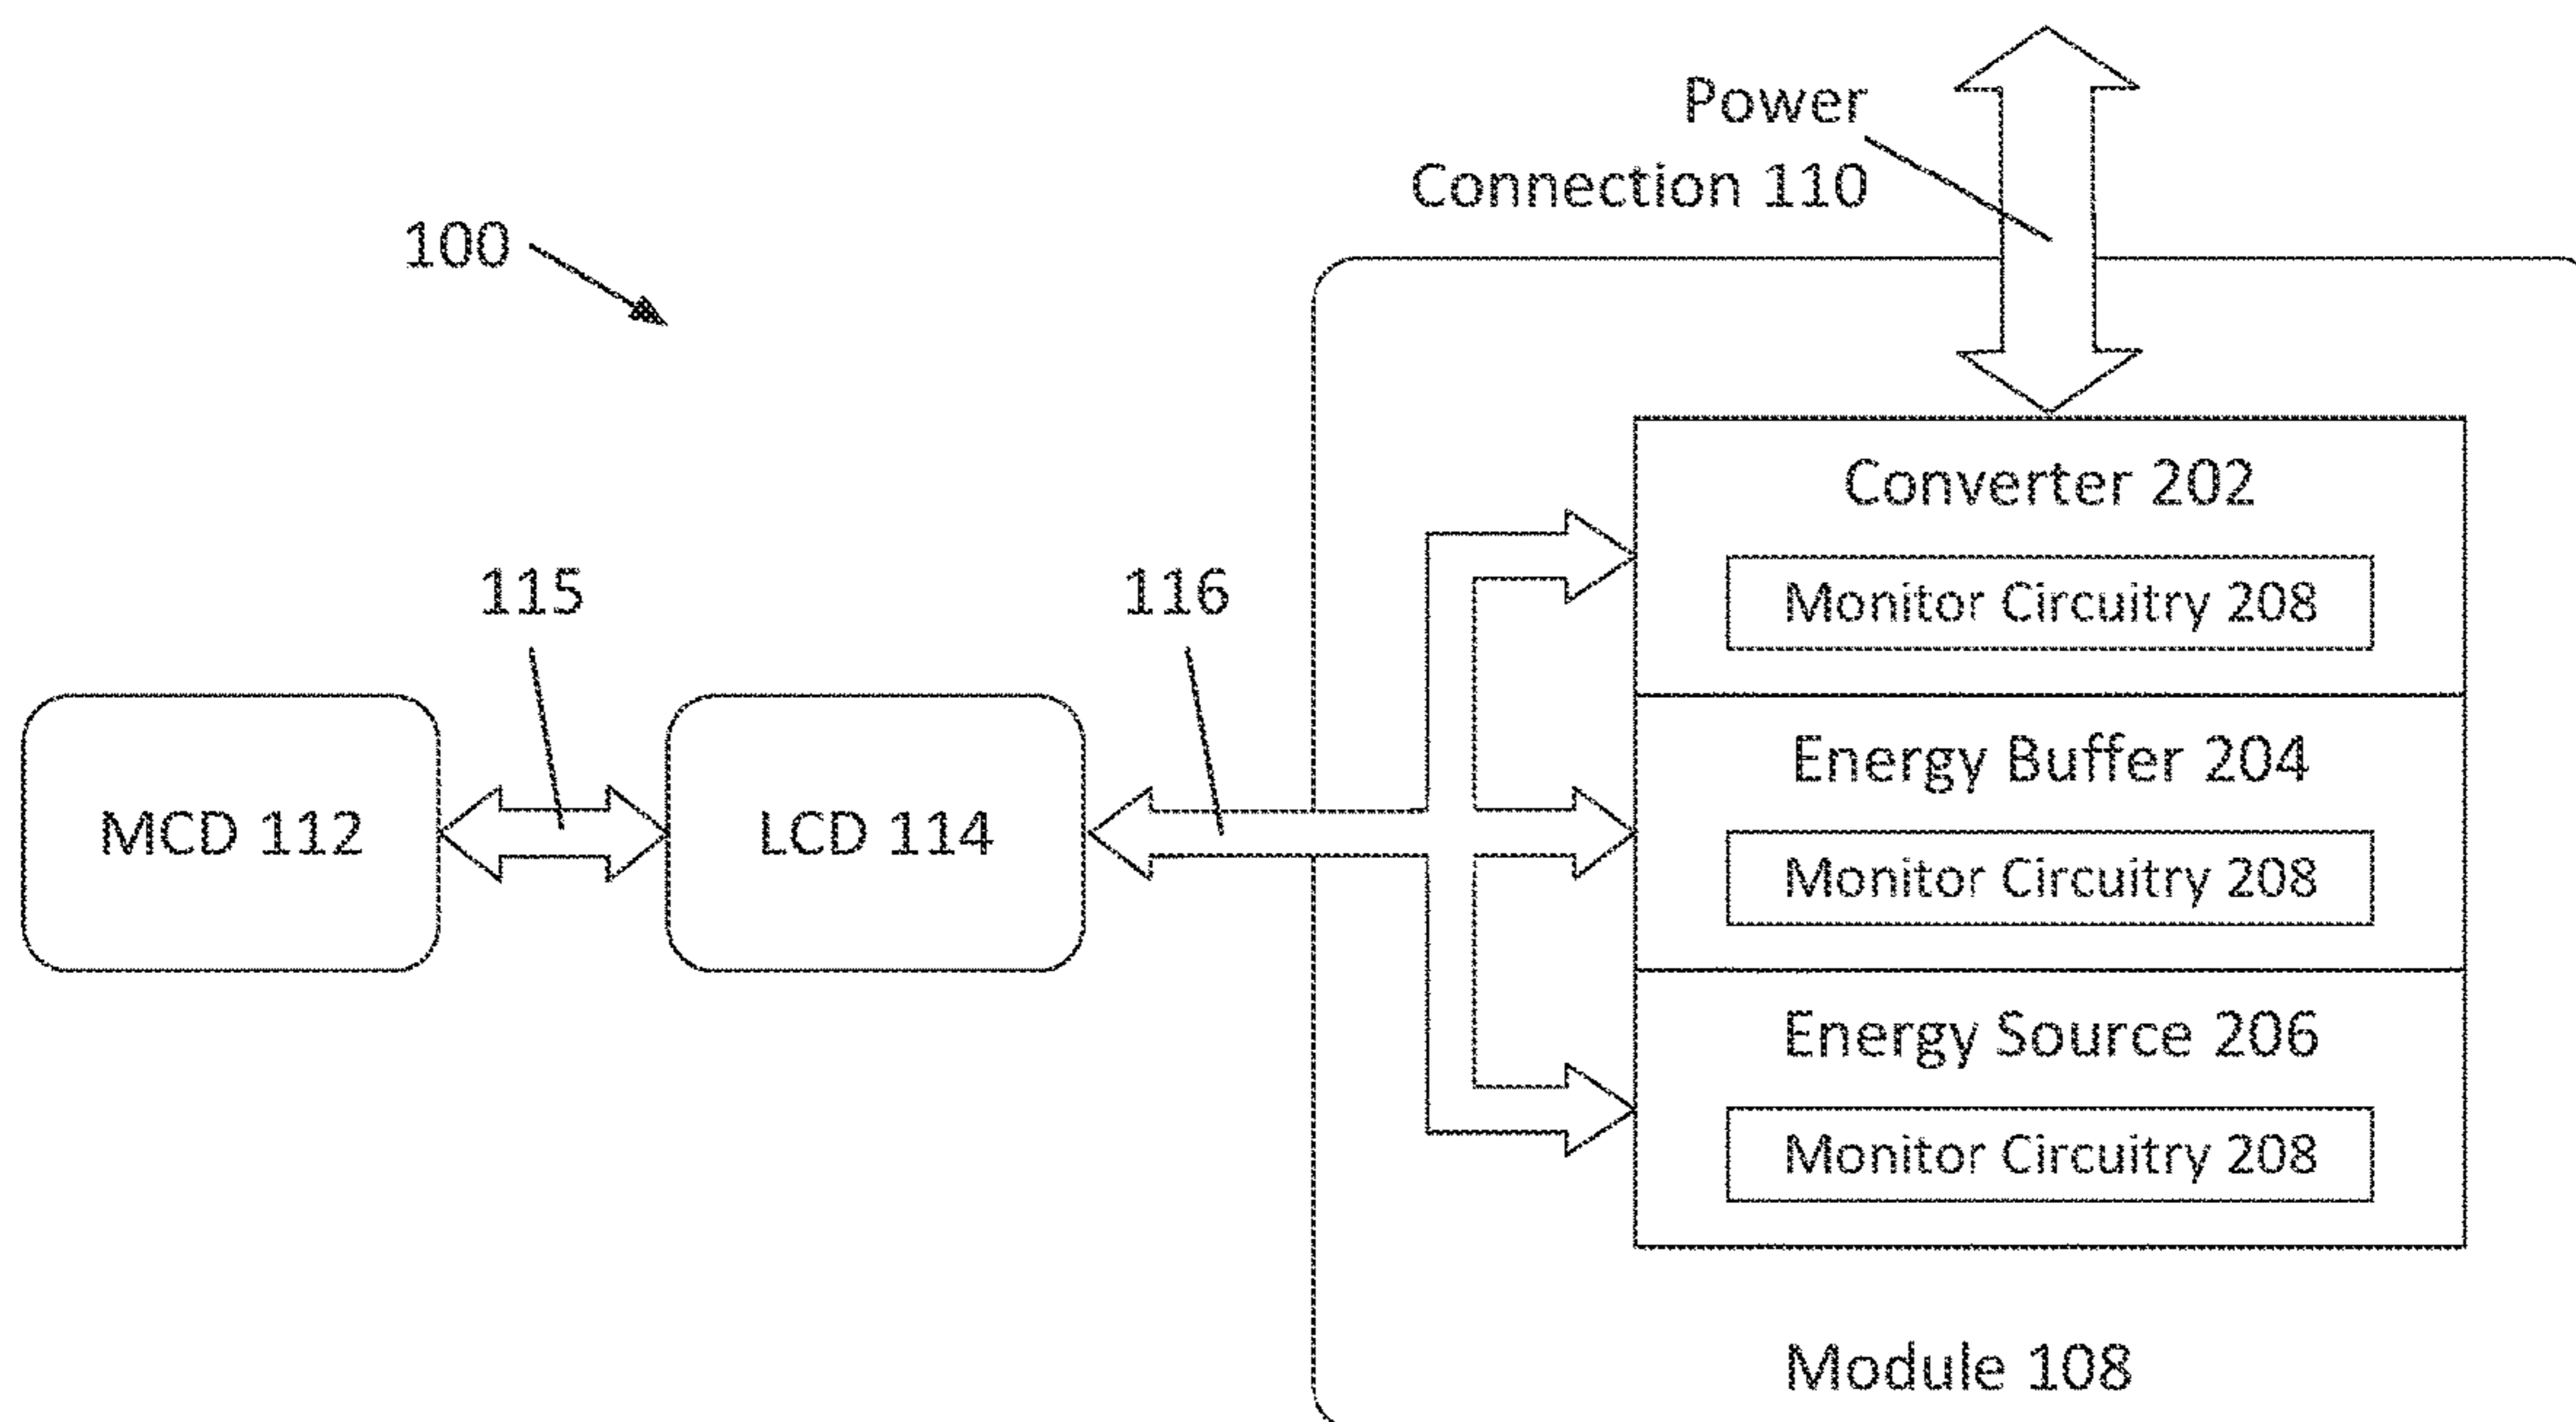 Power
Connection 110
100
Converter 202
115
116
Monitor Circuitry 208
Energy Buffer 204
MCD 112
LCD 114
Monitor Circuitry 208
Energy Source 206
Monitor Circuitry 208
Module 108